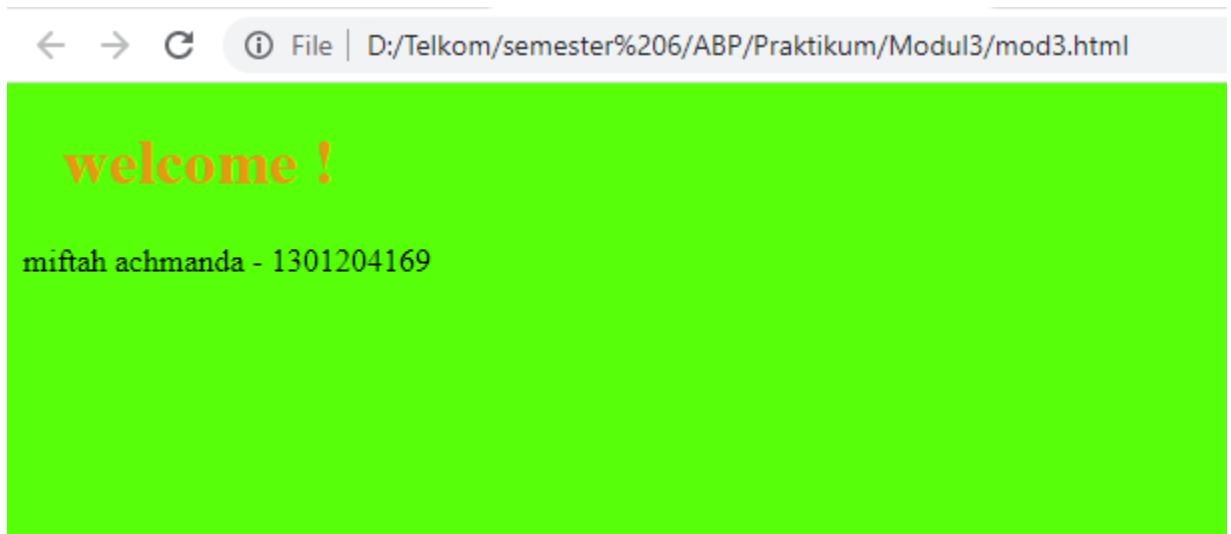 File | D:/Telkom/semester%206/ABP/Praktikum/Modul3/mod3.html
welcome !
miftah achmanda - 1301204169